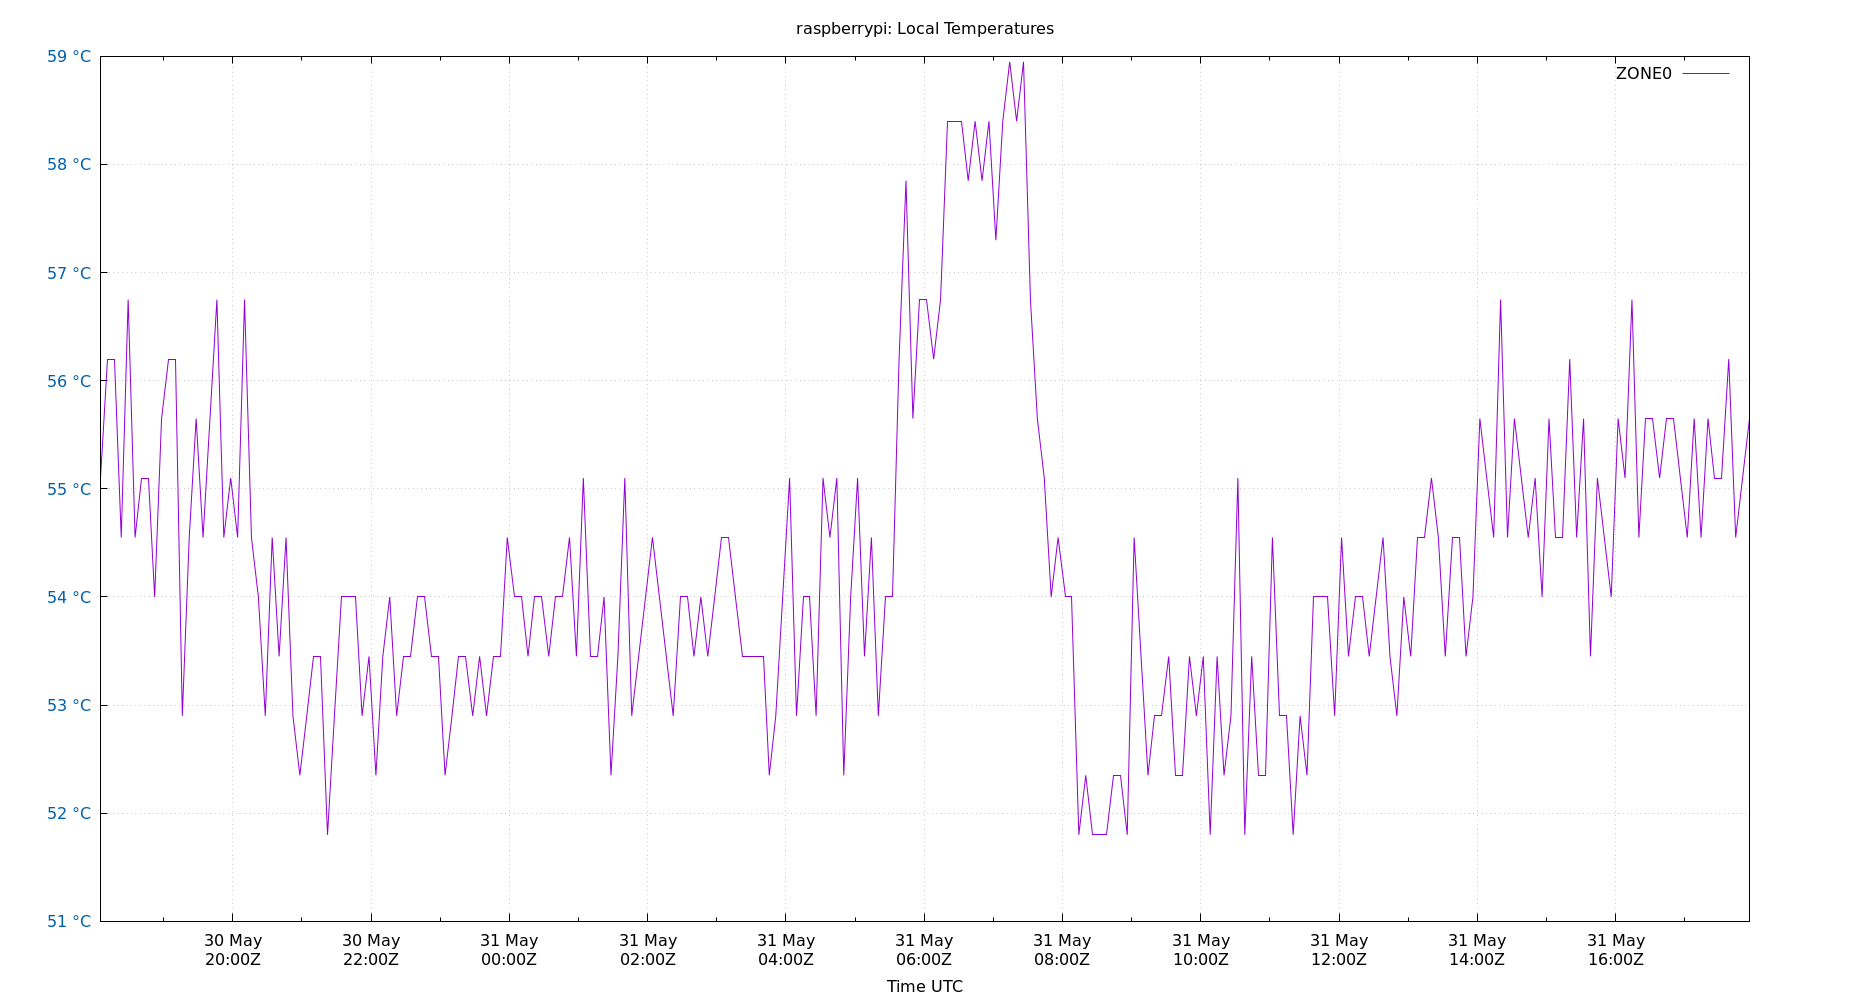 raspberrypi: Local Temperatures
59 °C
58 °C
57 °C
56 °C
55 °C
54 °C
53 °C
52 °C
51 °C
ZONE0
30 May 30 May 31 May 31 May 31 May 31 May 31 May 31 May 31 May 31 May 31 May
20:00Z 22:00Z 00:00Z 02:00Z 04:00Z 06:00Z 08:00Z 10:00Z 12:00Z 14:00Z 16:00Z
Time UTC